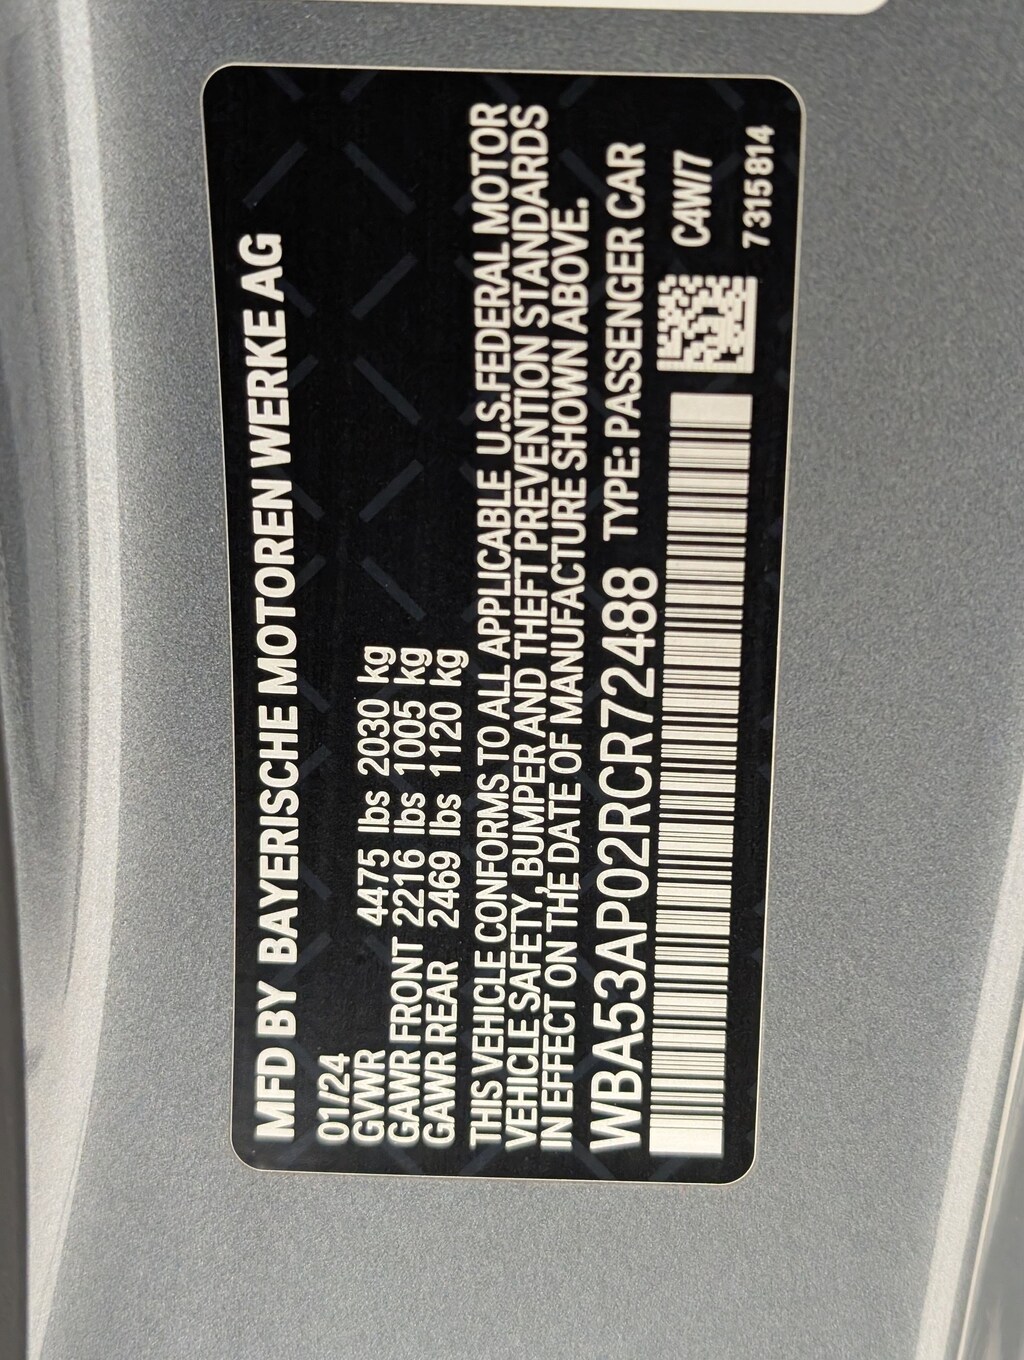 MFD BY BAYERISCHE MOTOREN WERKE AG
01/24
GVWR 4475 lbs 2030 kg
GAWR FRONT 2216 lbs 1005 kg
GAWR REAR 2469 lbs 1120 kg
THIS VEHICLE CONFORMS TO ALL APPLICABLE U.S.FEDERAL MOTOR
VEHICLE SAFETY, BUMPER AND THEFT PREVENTION STANDARDS
IN EFFECT ON THE DATE OF MANUFACTURE SHOWN ABOVE.
WBA53AP02RCR72488 TYPE: PASSENGER CAR
C4W/7
7315814